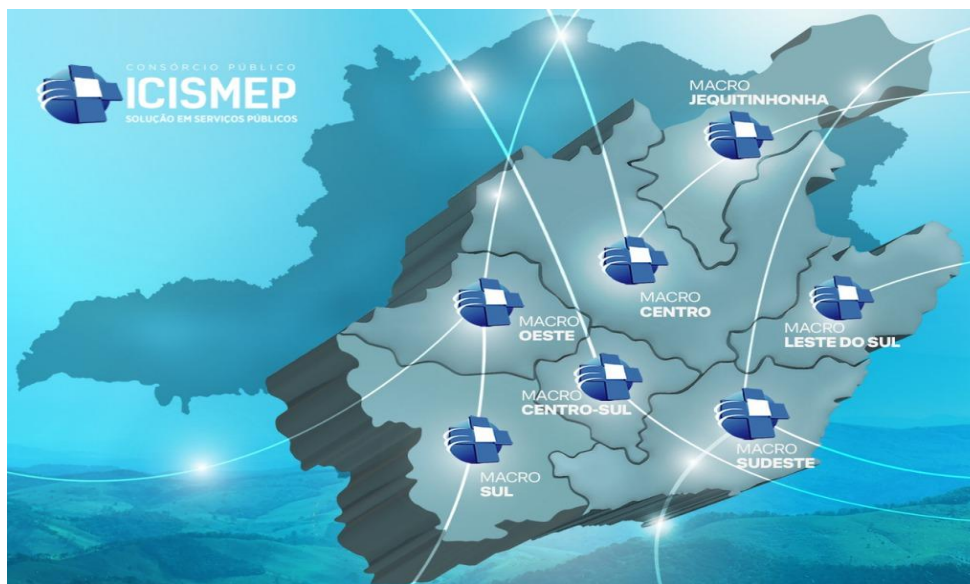 CONSÓRCIO PÚBLICO
ICISMEP
SOLUÇÃO EM SERVIÇOS PÚBLICOS
MACRO
JEQUITINHONHA
MACRO
CENTRO
MACRO
OESTE
MACRO
LESTE DO SUL
MACRO
CENTRO-SUL
MACRO
SUL
MACRO
SUDESTE